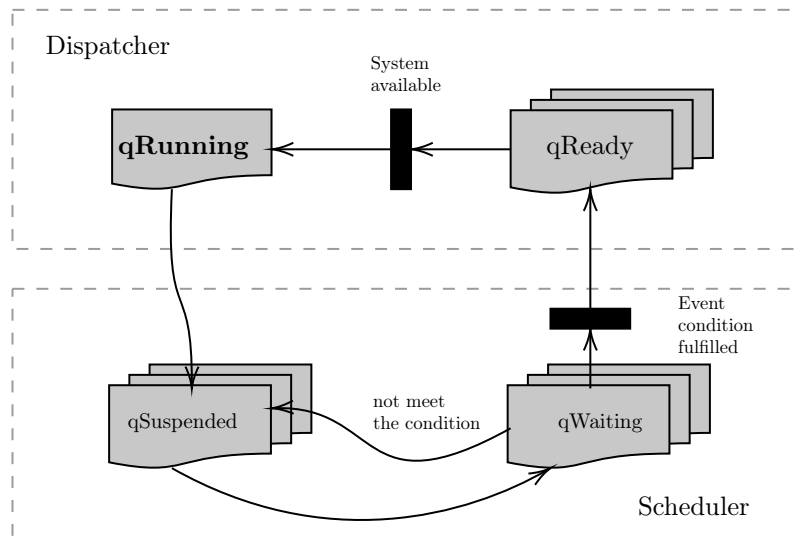 Dispatcher
System
available
qRunning
qReady
Event
condition
fulfilled
not meet
the condition
qSuspended
qWaiting
Scheduler